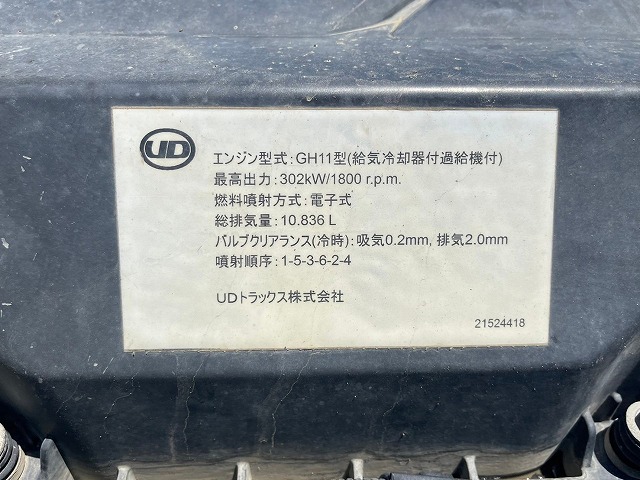 UD
エンジン型式:GH11型(給気冷却器付過給機付)
最高出力:302kW/1800 r.p.m.
燃料噴射方式:電子式
総排気量:10.836 L
バルブクリアランス(冷時):吸気0.2mm, 排気2.0mm
噴射順序:1-5-3-6-2-4
UDトラックス株式会社
21524418